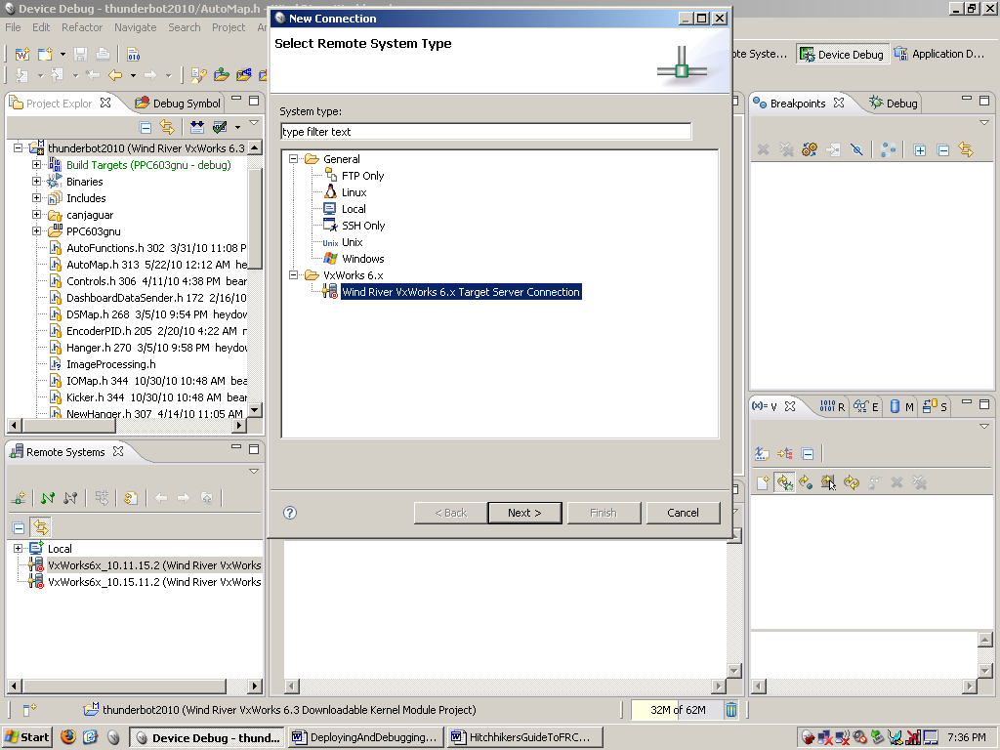 Device Debug - thunderbot2010/AutoMap.h -
New Connection
File Edit Refactor Navigate Search Project
Select Remote System Type
Device Debug
Application D...
Project Explor
Debug Symbol
System type:
type filter text
Breakpoints
Debug
thunderbot2010 (Wind River VxWorks 6.3
Build Targets (PPC603gnu - debug)
Binaries
Includes
canjaguar
PPC603gnu
AutoFunctions.h 302 3/31/10 11:08 P
AutoMap.h 313 5/22/10 12:12 AM he
Controls.h 306 4/11/10 4:38 PM bear
DashboardDataSender.h 172 2/16/10
DSMap.h 268 3/5/10 9:54 PM heydov
EncoderPID.h 205 2/20/10 4:22 AM n
Hanger.h 270 3/5/10 9:58 PM heydov
ImageProcessing.h
IOMap.h 344 10/30/10 10:48 AM bea
Kicker.h 344 10/30/10 10:48 AM bear
NewHanger.h 307 4/14/10 11:05 AM
General
FTP Only
Linux
Local
SSH Only
Unix
Unix
Windows
VxWorks 6.x
Wind River VxWorks 6.x Target Server Connection
(x)= V
1010 0101 R
E
M
S
Remote Systems
< Back
Next >
Finish
Cancel
Local
VxWorks6x_10.11.15.2 (Wind River VxWorks
VxWorks6x_10.15.11.2 (Wind River VxWorks
thunderbot2010 (Wind River VxWorks 6.3 Downloadable Kernel Module Project)
32M of 62M
Start
Device Debug - thund...
DeployingAndDebugging...
HitchhikersGuideToFRC...
7:36 PM